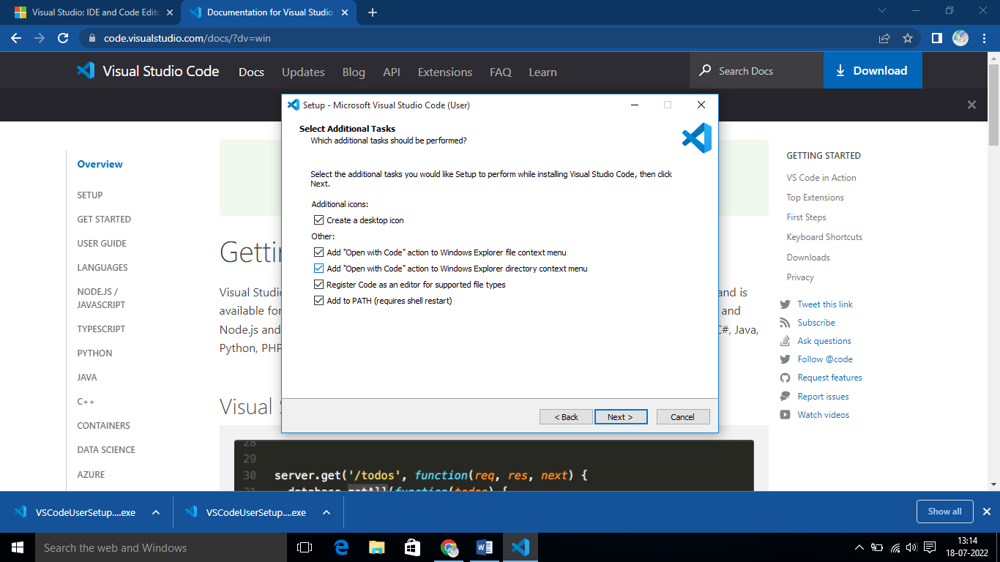 Visual Studio: IDE and Code Edito
Documentation for Visual Studio
code.visualstudio.com/docs/?dv=win
Visual Studio Code
Docs
Updates
Blog
API
Extensions
FAQ
Learn
Search Docs
Download
Setup - Microsoft Visual Studio Code (User)
Select Additional Tasks
Which additional tasks should be performed?
Select the additional tasks you would like Setup to perform while installing Visual Studio Code, then click
Next.
Additional icons:
Create a desktop icon
Other:
Add "Open with Code" action to Windows Explorer file context menu
Add "Open with Code" action to Windows Explorer directory context menu
Register Code as an editor for supported file types
Add to PATH (requires shell restart)
< Back
Next >
Cancel
Overview
SETUP
GET STARTED
USER GUIDE
LANGUAGES
NODE.JS /
JAVASCRIPT
TYPESCRIPT
PYTHON
JAVA
C++
CONTAINERS
DATA SCIENCE
AZURE
Getti
Visual Studi
and is
available for
and
Node.js and
C#, Java,
Python, PHP
Visual S
28
29
30 server.get('/todos', function(req, res, next) {
31 database.getAll(function(todos) {
GETTING STARTED
VS Code in Action
Top Extensions
First Steps
Keyboard Shortcuts
Downloads
Privacy
Tweet this link
Subscribe
Ask questions
Follow @code
Request features
Report issues
Watch videos
VSCodeUserSetup....exe
VSCodeUserSetup....exe
Show all
Search the web and Windows
13:14
18-07-2022